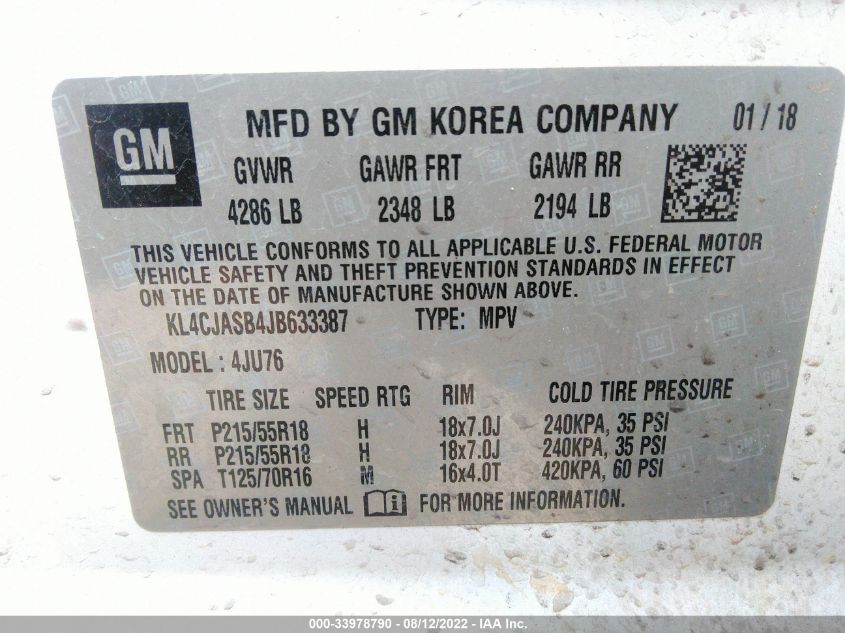 GM
MFD BY GM KOREA COMPANY 01 / 18
GVWR GAWR FRT GAWR RR
4286 LB 2348 LB 2194 LB
THIS VEHICLE CONFORMS TO ALL APPLICABLE U.S. FEDERAL MOTOR
VEHICLE SAFETY AND THEFT PREVENTION STANDARDS IN EFFECT
ON THE DATE OF MANUFACTURE SHOWN ABOVE.
KL4CJASB4JB633387 TYPE: MPV
MODEL : 4JU76
TIRE SIZE SPEED RTG RIM COLD TIRE PRESSURE
FRT P215/55R18 H 18x7.0J 240KPA, 35 PSI
RR P215/55R18 H 18x7.0J 240KPA, 35 PSI
SPA T125/70R16 M 16x4.0T 420KPA, 60 PSI
SEE OWNER'S MANUAL i FOR MORE INFORMATION.
000-33978790 - 08/12/2022 - IAA Inc.